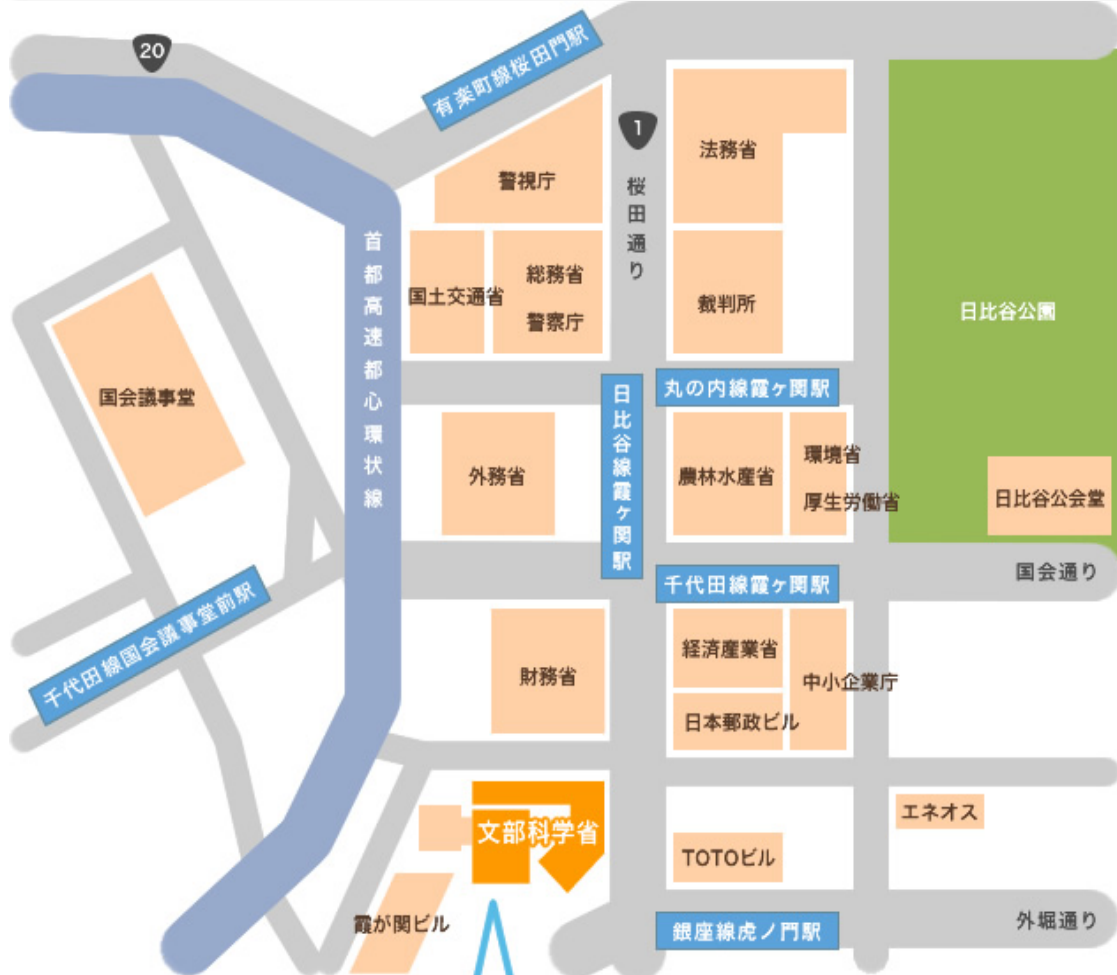 20
有楽町線桜田門駅
1
桜田通り
法務省
警視庁
首都高速都心環状線
国土交通省
総務省
警察庁
裁判所
日比谷公園
国会議事堂
丸の内線霞ヶ関駅
日比谷線霞ヶ関駅
外務省
農林水産省
環境省
厚生労働省
日比谷公会堂
国会通り
千代田線霞ヶ関駅
千代田線国会議事堂前駅
財務省
経済産業省
中小企業庁
日本郵政ビル
エネオス
文部科学省
TOTOビル
霞が関ビル
銀座線虎ノ門駅
外堀通り